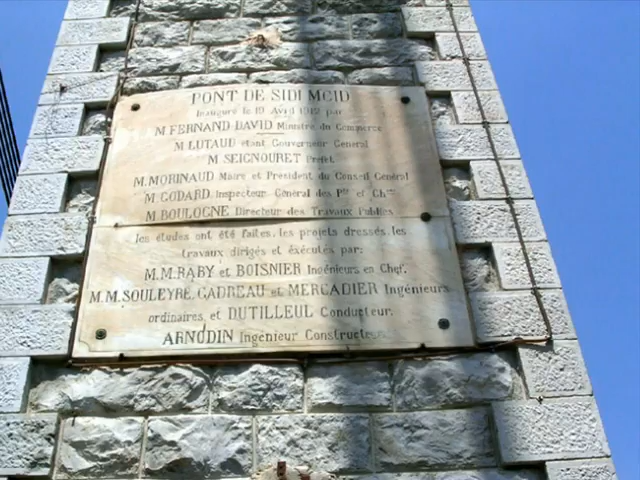 PONT DE SIDI MCID
Inauguré le 19 Avril 1912 par
M FERNAND DAVID Ministre du Commerce
M LUTAUD étant Gouverneur Général
M SEIGNOURET Préfet
M. MORINAUD Maire et Président du Conseil Général
M. GODARD Inspecteur Général des Pts et Chées
M BOULOGNE Directeur des Travaux Publics
les études ont été faites, les projets dressés, les
travaux dirigés et éxécutés par:
M.M. RABY et BOISNIER Ingénieurs en Chef.
M.M. SOULEYRE, CADREAU et MERCADIER Ingénieurs
ordinaires et DUTILLEUL Conducteur.
ARNODIN Ingénieur Constructeur